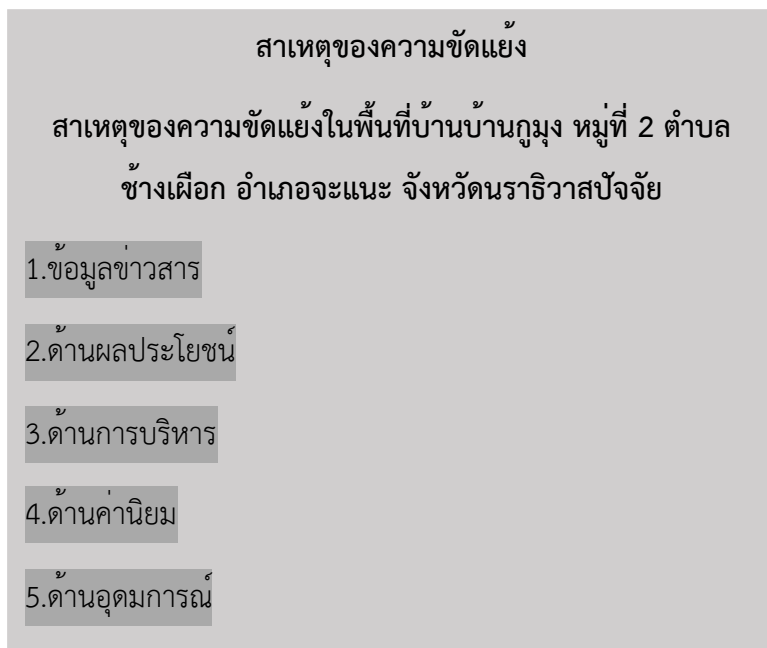 สาเหตุของความขัดแย้ง
สาเหตุของความขัดแย้งในพื้นที่บ้านบ้านกูมุง หมู่ที่ 2 ตำบล
ช้างเผือก อำเภอจะแนะ จังหวัดนราธิวาสปัจจัย
1.ข้อมูลข่าวสาร
2.ด้านผลประโยชน์
3.ด้านการบริหาร
4.ด้านค่านิยม
5.ด้านอุดมการณ์